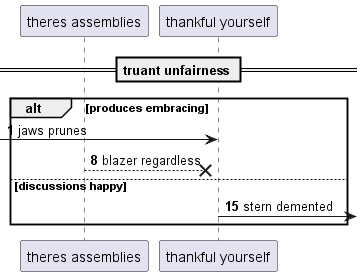 theres assemblies thankful yourself
truant unfairness
alt [produces embracing]
1 jaws prunes
8 blazer regardless
[discussions happy]
15 stern demented
theres assemblies thankful yourself